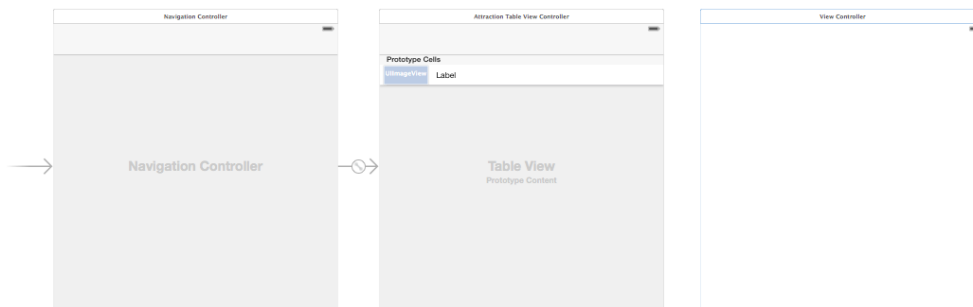 Navigation Controller
Attraction Table View Controller
View Controller
Prototype Cells
UIImageView
Label
Navigation Controller
Table View
Prototype Content